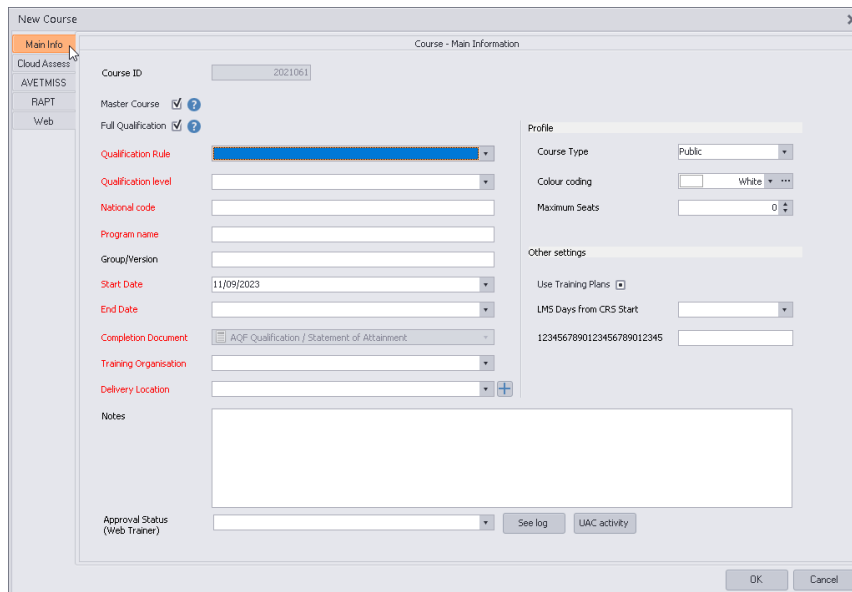 New Course
Main Info
Cloud Assess
AVETMISS
RAPT
Web
Course - Main Information
Course ID 2021061
Master Course
Full Qualification
Qualification Rule
Qualification level
National code
Program name
Group/Version
Start Date 11/09/2023
End Date
Completion Document AQF Qualification / Statement of Attainment
Training Organisation
Delivery Location
Profile
Course Type Public
Colour coding White
Maximum Seats 0
Other settings
Use Training Plans
LMS Days from CRS Start
1234567890123456789012345
Notes
Approval Status
(Web Trainer)
See log UAC activity
OK Cancel